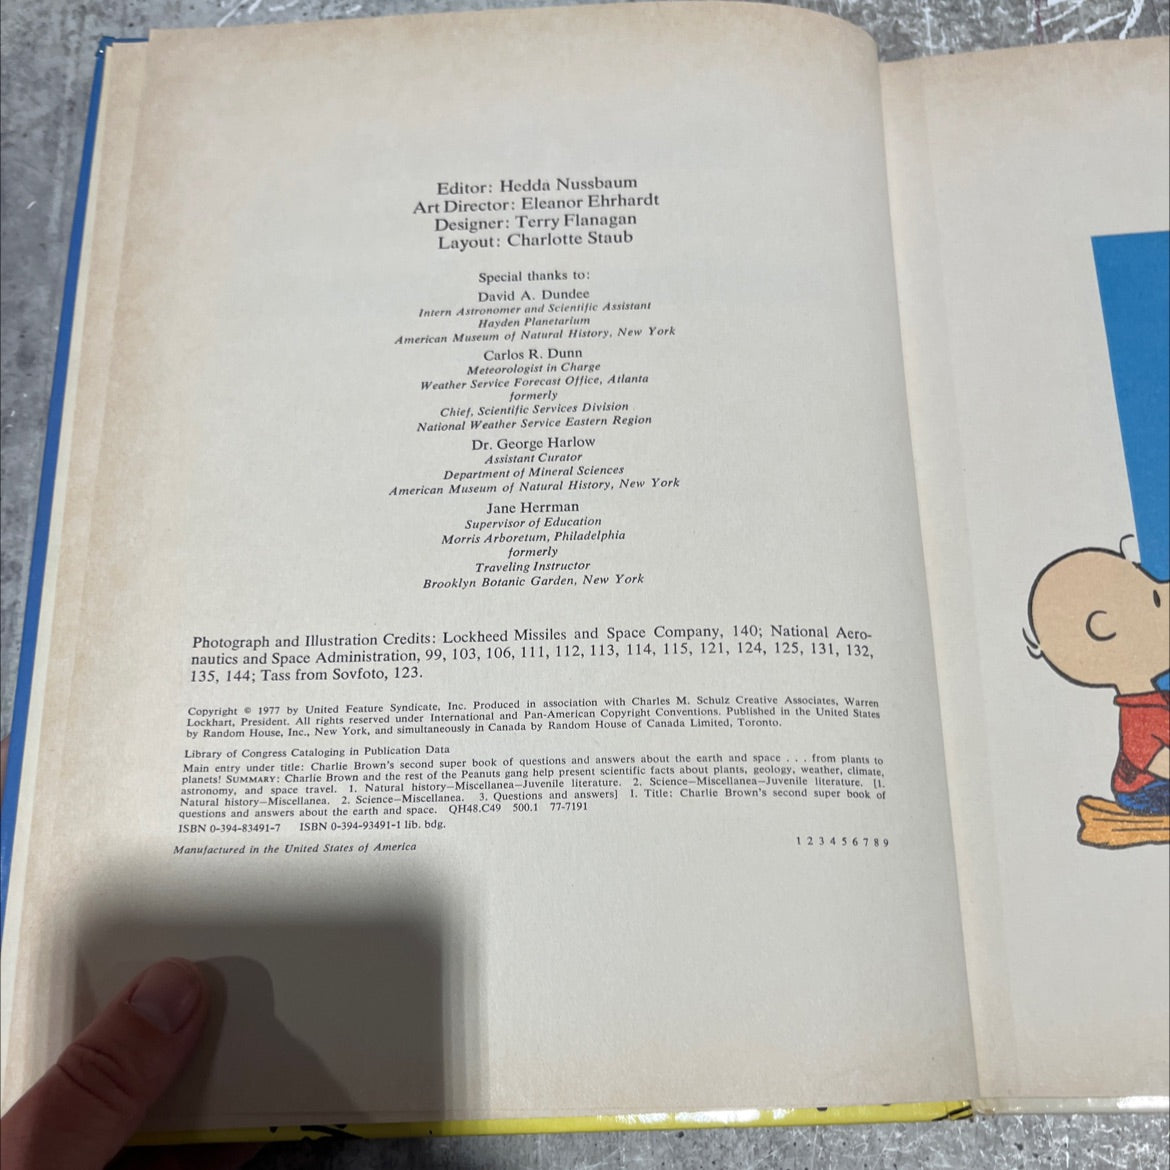 Editor: Hedda Nussbaum
Art Director: Eleanor Ehrhardt
Designer: Terry Flanagan
Layout: Charlotte Staub
Special thanks to:
David A. Dundee
Intern Astronomer and Scientific Assistant
Hayden Planetarium
American Museum of Natural History, New York
Carlos R. Dunn
Meteorologist in Charge
Weather Service Forecast Office, Atlanta
formerly
Chief, Scientific Services Division
National Weather Service Eastern Region
Dr. George Harlow
Assistant Curator
Department of Mineral Sciences
American Museum of Natural History, New York
Jane Herrman
Supervisor of Education
Morris Arboretum, Philadelphia
formerly
Traveling Instructor
Brooklyn Botanic Garden, New York
Photograph and Illustration Credits: Lockheed Missiles and Space Company, 140; National Aero-
nautics and Space Administration, 99, 103, 106, 111, 112, 113, 114, 115, 121, 124, 125, 131, 132,
135, 144; Tass from Sovfoto, 123.
Copyright © 1977 by United Feature Syndicate, Inc. Produced in association with Charles M. Schulz Creative Associates, Warren
Lockhart, President. All rights reserved under International and Pan-American Copyright Conventions. Published in the United States
by Random House, Inc., New York, and simultaneously in Canada by Random House of Canada Limited, Toronto.
Library of Congress Cataloging in Publication Data
Main entry under title: Charlie Brown's second super book of questions and answers about the earth and space . . . from plants to
planets! SUMMARY: Charlie Brown and the rest of the Peanuts gang help present scientific facts about plants, geology, weather, climate,
astronomy, and space travel. 1. Natural history—Miscellanea—Juvenile literature. 2. Science—Miscellanea—Juvenile literature. [1.
Natural history—Miscellanea. 2. Science—Miscellanea. 3. Questions and answers] 1. Title: Charlie Brown's second super book of
questions and answers about the earth and space. QH48.C49 500.1 77-7191
ISBN 0-394-83491-7 ISBN 0-394-93491-1 lib. bdg.
Manufactured in the United States of America
1 2 3 4 5 6 7 8 9